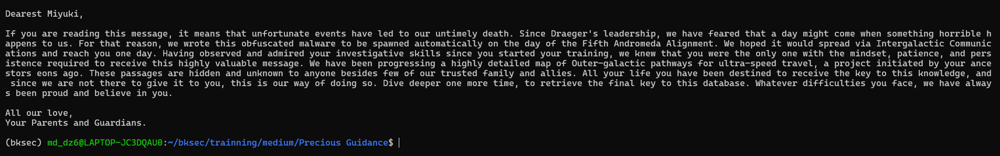 Dearest Miyuki,
If you are reading this message, it means that unfortunate events have led to our untimely death. Since Draeger's leadership, we have feared that a day might come when something horrible h
appens to us. For that reason, we wrote this obfuscated malware to be spawned automatically on the day of the Fifth Andromeda Alignment. We hoped it would spread via Intergalactic Communic
ations and reach you one day. Having observed and admired your investigative skills since you started your training, we knew that you were the only one with the mindset, patience, and pers
istence required to receive this highly valuable message. We have been progressing a highly detailed map of Outer-galactic pathways for ultra-speed travel, a project initiated by your ance
stors eons ago. These passages are hidden and unknown to anyone besides few of our trusted family and allies. All your life you have been destined to receive the key to this knowledge, and
 since we are not there to give it to you, this is our way of doing so. Dive deeper one more time, to retrieve the final key to this database. Whatever difficulties you face, we have alway
s been proud and believe in you.
All our love,
Your Parents and Guardians.
(bksec) md_dz6@LAPTOP-JC3DQAU0:~/bksec/trainning/medium/Precious Guidance$